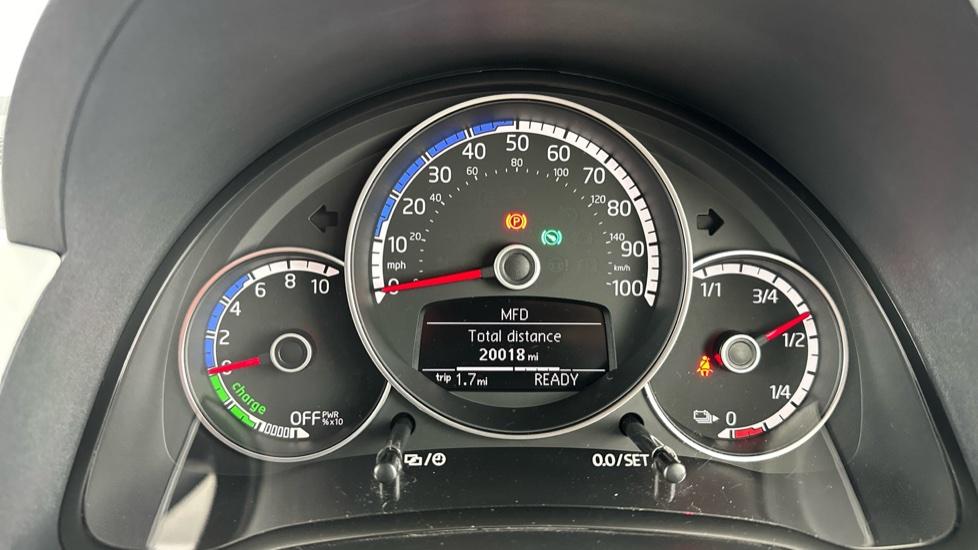 50
40
60
80
30
60
100
70
20
40
120
80
10
20
140
90
mph
km/h
0
100
P
6
8
10
4
2
0
charge
OFF PWR
% x10
1/1
3/4
1/2
1/4
0
MFD
Total distance
20018 mi
trip 1.7 mi READY
0.0/SET